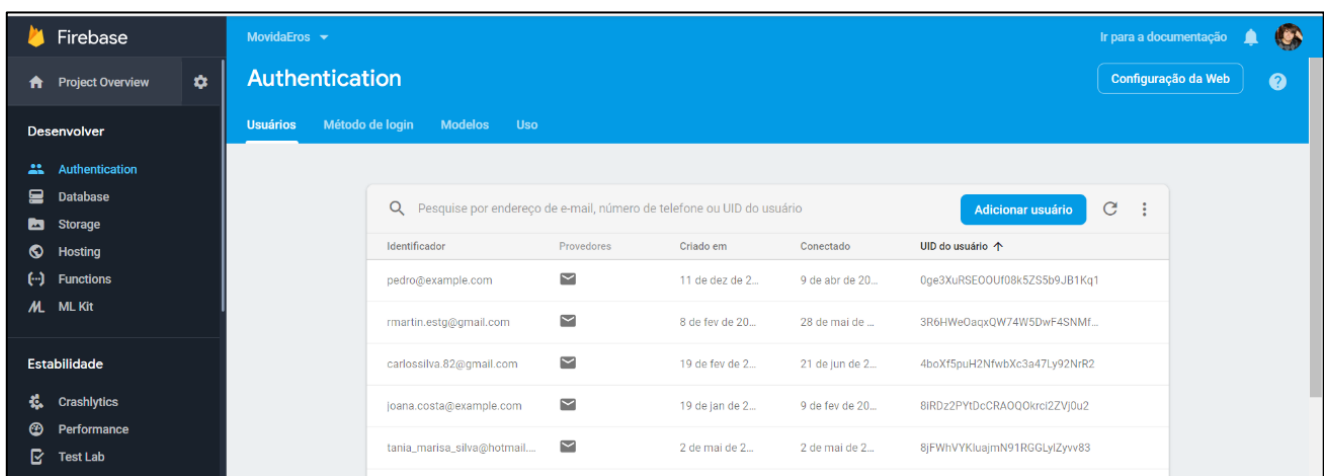 Firebase
MovidaEros
Ir para a documentação
Project Overview
Authentication
Configuração da Web
Usuários Método de login Modelos Uso
Desenvolver
Authentication
Database
Storage
Hosting
Functions
ML Kit
Estabilidade
Crashlytics
Performance
Test Lab
Pesquise por endereço de e-mail, número de telefone ou UID do usuário
Adicionar usuário
Identificador Provedores Criado em Conectado UID do usuário
pedro@example.com 11 de dez de 2... 9 de abr de 20... 0ge3XuRSEOOUf08k5ZS5b9JB1Kq1
rmartin.estg@gmail.com 8 de fev de 20... 28 de mai de ... 3R6HWeOaqxQW74W5DwF4SNMf...
carlossilva.82@gmail.com 19 de fev de 2... 21 de jun de 2... 4boXf5puH2NfwbXc3a47Ly92NrR2
joana.costa@example.com 19 de jan de 2... 9 de fev de 20... 8iRDz2PYtDcCRAOQOkrci2ZVj0u2
tania_marisa_silva@hotmail.... 2 de mai de 2... 2 de mai de 2... 8jFWhVYKluajmN91RGGLylZyvv83